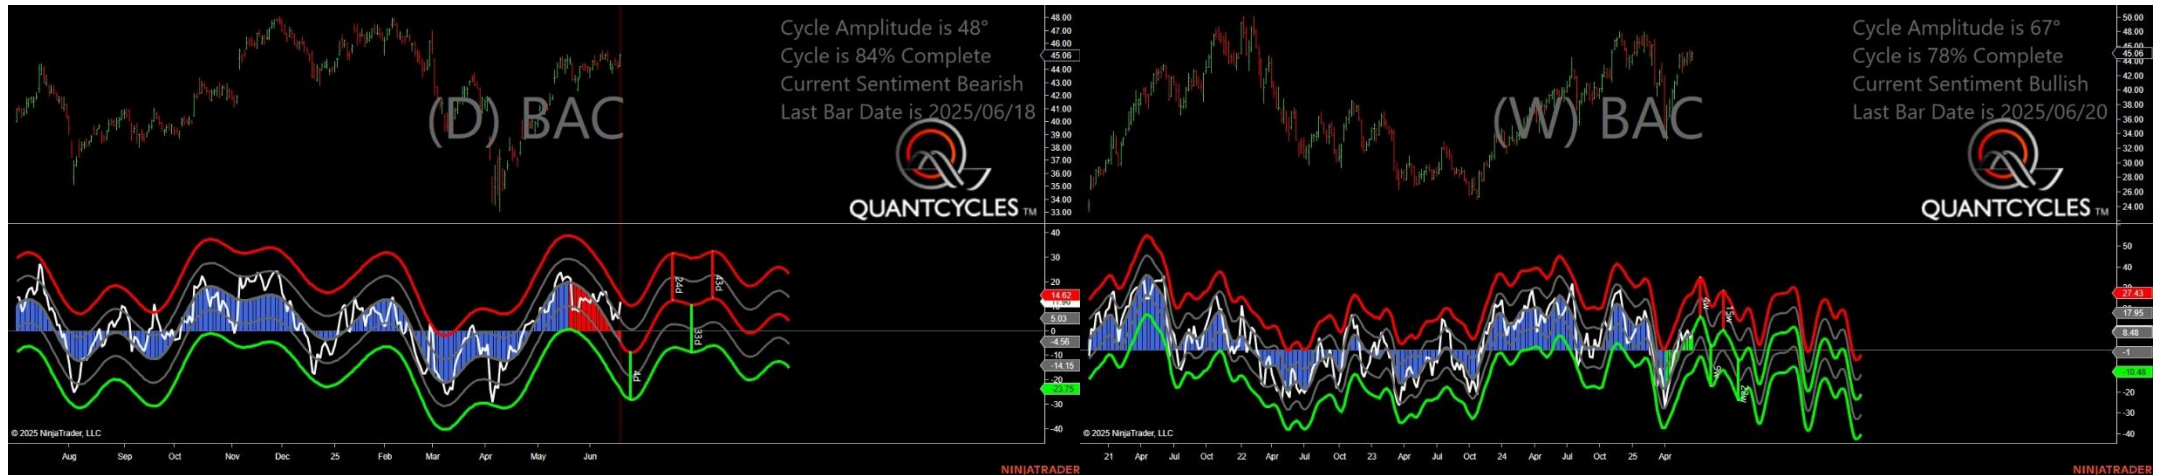 Cycle Amplitude is 48°
Cycle is 84% Complete
Current Sentiment Bearish
Last Bar Date is 2025/06/18
(D) BAC
QUANTCYCLES TM
48.00
47.00
46.00
45.06
44.00
43.00
42.00
41.00
40.00
39.00
38.00
37.00
36.00
35.00
34.00
33.00
40
30
20
14.62
11.90
5.03
0
-4.56
-10
-14.15
-20
-23.75
-30
-40
24d
43d
33d
4d
© 2025 NinjaTrader, LLC
Aug Sep Oct Nov Dec 25 Feb Mar Apr May Jun
NINJATRADER
Cycle Amplitude is 67°
Cycle is 78% Complete
Current Sentiment Bullish
Last Bar Date is 2025/06/20
(W) BAC
QUANTCYCLES TM
50.00
48.00
46.00
45.06
44.00
42.00
40.00
38.00
36.00
34.00
32.00
30.00
28.00
26.00
24.00
50
40
27.43
17.95
8.48
-1
-10.48
-20
-30
-40
4w
15w
9w
© 2025 NinjaTrader, LLC
21 Apr Jul Oct 22 Apr Jul Oct 23 Apr Jul Oct 24 Apr Jul Oct 25 Apr
NINJATRADER